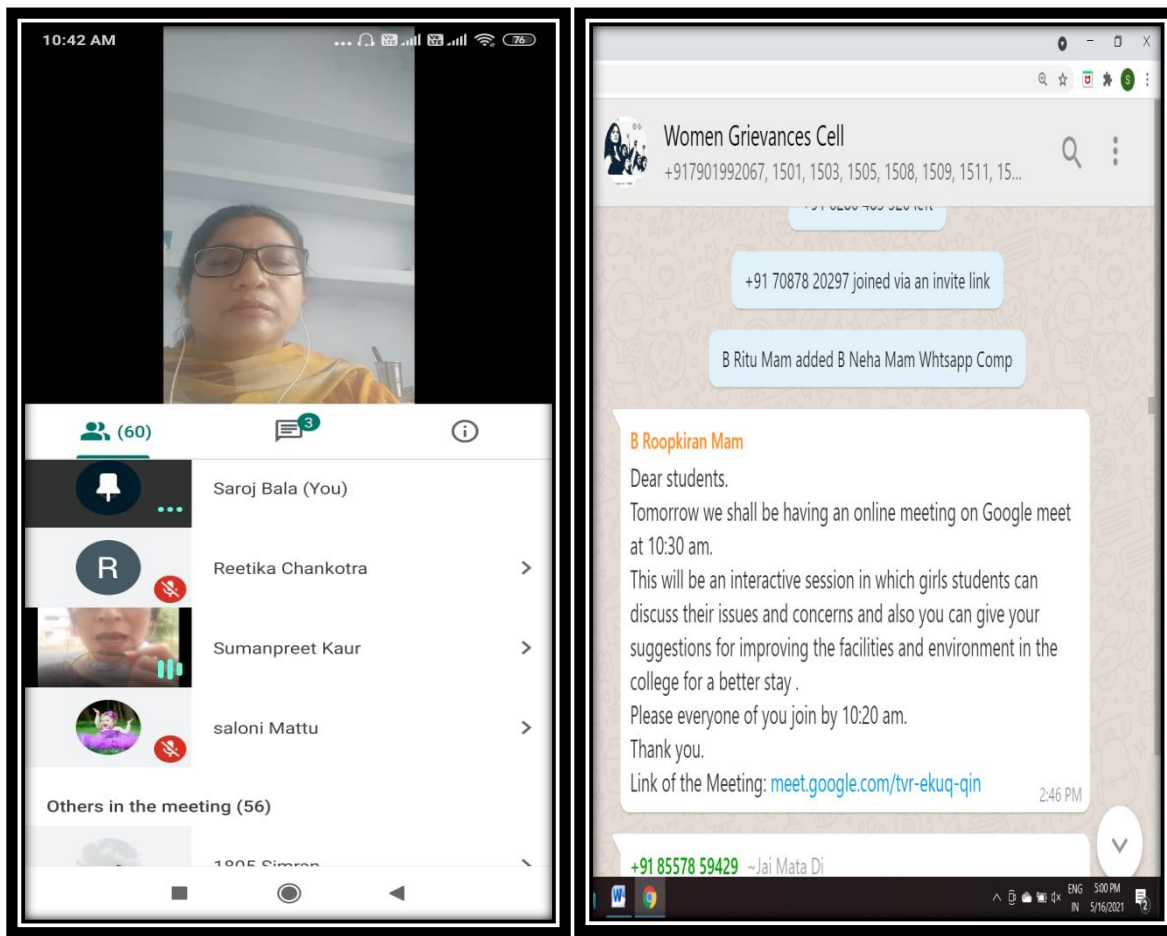 10:42 AM
76
(60)
3
Saroj Bala (You)
R
Reetika Chankotra
Sumanpreet Kaur
saloni Mattu
Others in the meeting (56)
1805 Simran
S
Women Grievances Cell
+917901992067, 1501, 1503, 1505, 1508, 1509, 1511, 15...
left
+91 70878 20297 joined via an invite link
B Ritu Mam added B Neha Mam Whtsapp Comp
B Roopkiran Mam
Dear students.
Tomorrow we shall be having an online meeting on Google meet
at 10:30 am.
This will be an interactive session in which girls students can
discuss their issues and concerns and also you can give your
suggestions for improving the facilities and environment in the
college for a better stay .
Please everyone of you join by 10:20 am.
Thank you.
Link of the Meeting: meet.google.com/tvr-ekuq-qin
2:46 PM
+91 85578 59429 ~Jai Mata Di
W
ENG 5:00 PM
IN 5/16/2021
2